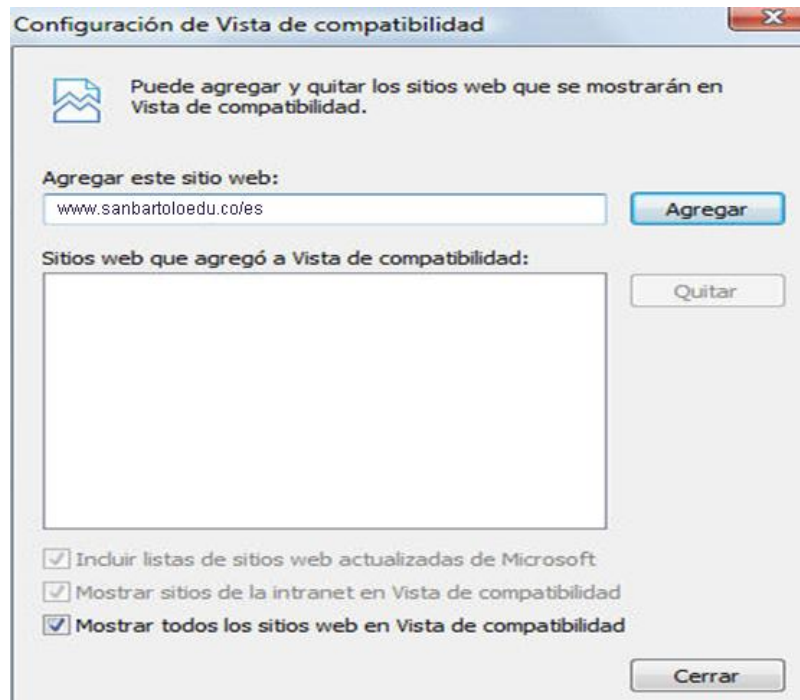 Configuración de Vista de compatibilidad
Puede agregar y quitar los sitios web que se mostrarán en
Vista de compatibilidad.
Agregar este sitio web:
www.sanbartoloedu.co/es
Agregar
Sitios web que agregó a Vista de compatibilidad:
Quitar
Incluir listas de sitios web actualizadas de Microsoft
Mostrar sitios de la intranet en Vista de compatibilidad
Mostrar todos los sitios web en Vista de compatibilidad
Cerrar